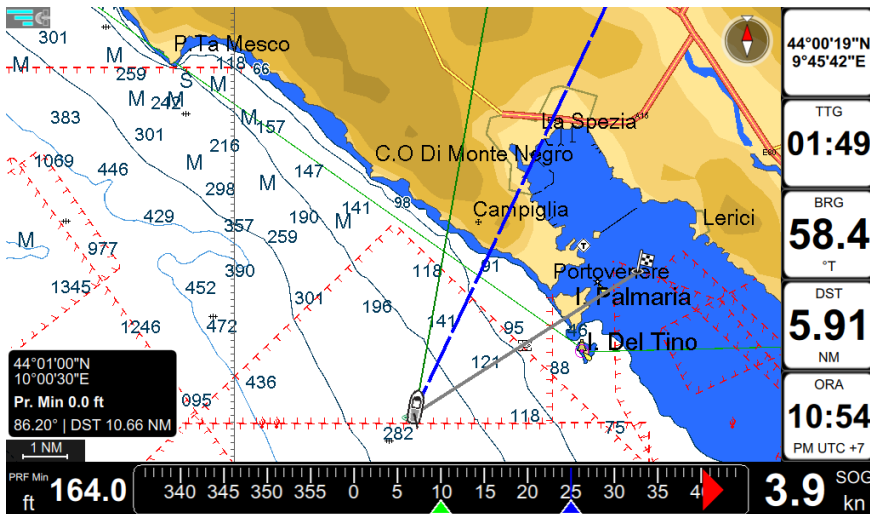 301
P.Ta Mesco
118
66
M
259
M
S
M
M
M
242
M
383
301
157
216
1069
M
147
446
M
298
429
190
141
98
M
357
M
259
977
390
118
91
1345
452
301
196
141
1246
472
95
46
121
88
436
095
118
282
75
La Spezia
A15
C.O Di Monte Negro
E80
Campiglia
Lerici
T
Portovenere
I. Palmaria
I. Del Tino
44°01'00"N
10°00'30"E
Pr. Min 0.0 ft
86.20° | DST 10.66 NM
1 NM
44°00'19"N
9°45'42"E
TTG
01:49
BRG
58.4
°T
DST
5.91
NM
ORA
10:54
PM UTC +7
PRF Min
ft
164.0
340 345 350 355 0 5 10 15 20 25 30 35
3.9
SOG
kn